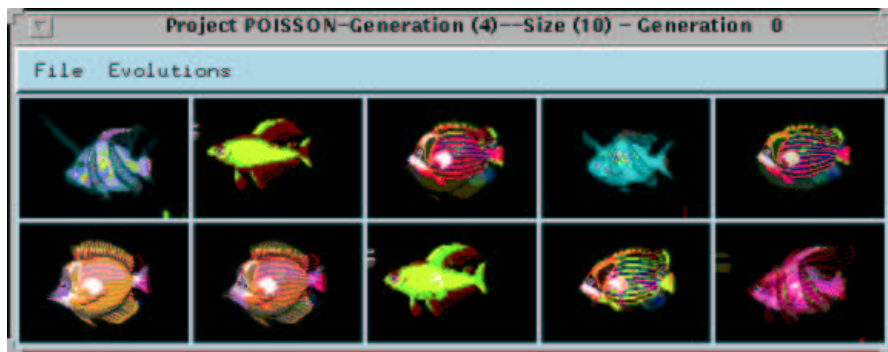 Project POISSON-Generation (4)--Size (10) - Generation 0
File Evolutions